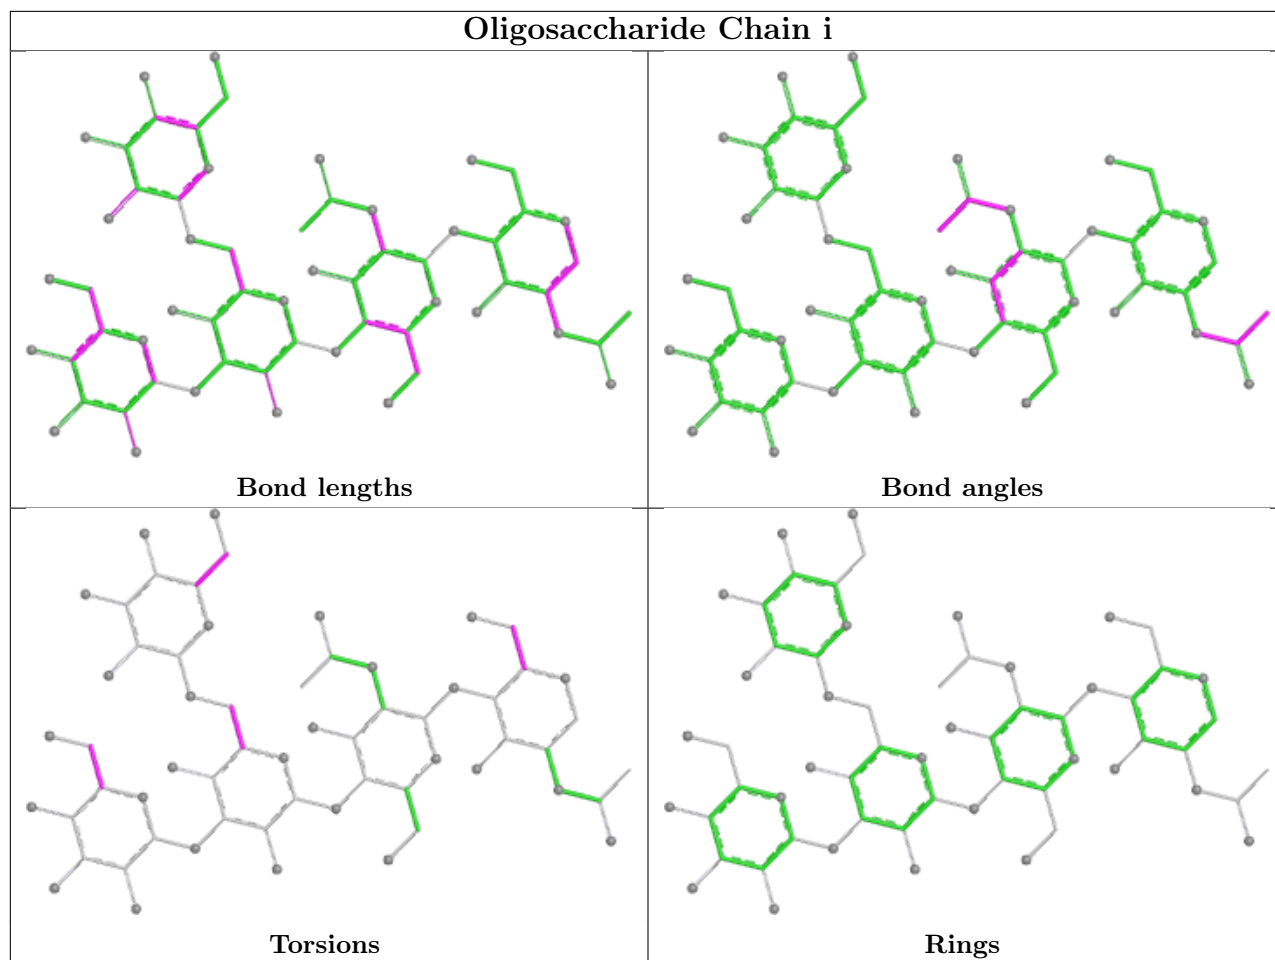 Oligosaccharide Chain i
Bond lengths
Bond angles
Torsions
Rings